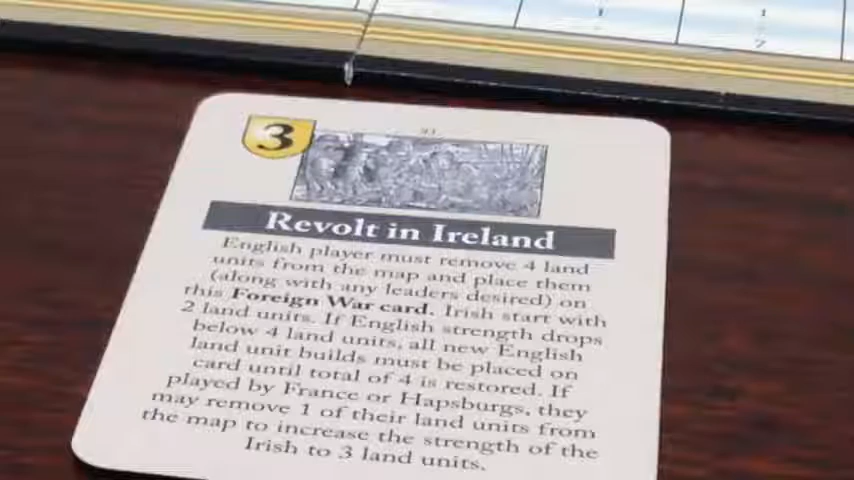 3
Revolt in Ireland
English player must remove 4 land
units from the map and place them
(along with any leaders desired) on
this Foreign War card. Irish start with
2 land units. If English strength drops
below 4 land units, all new English
land unit builds must be placed on
card until total of 4 is restored. If
played by France or Hapsburgs, they
may remove 1 of their land units from
the map to increase the strength of the
Irish to 3 land units.